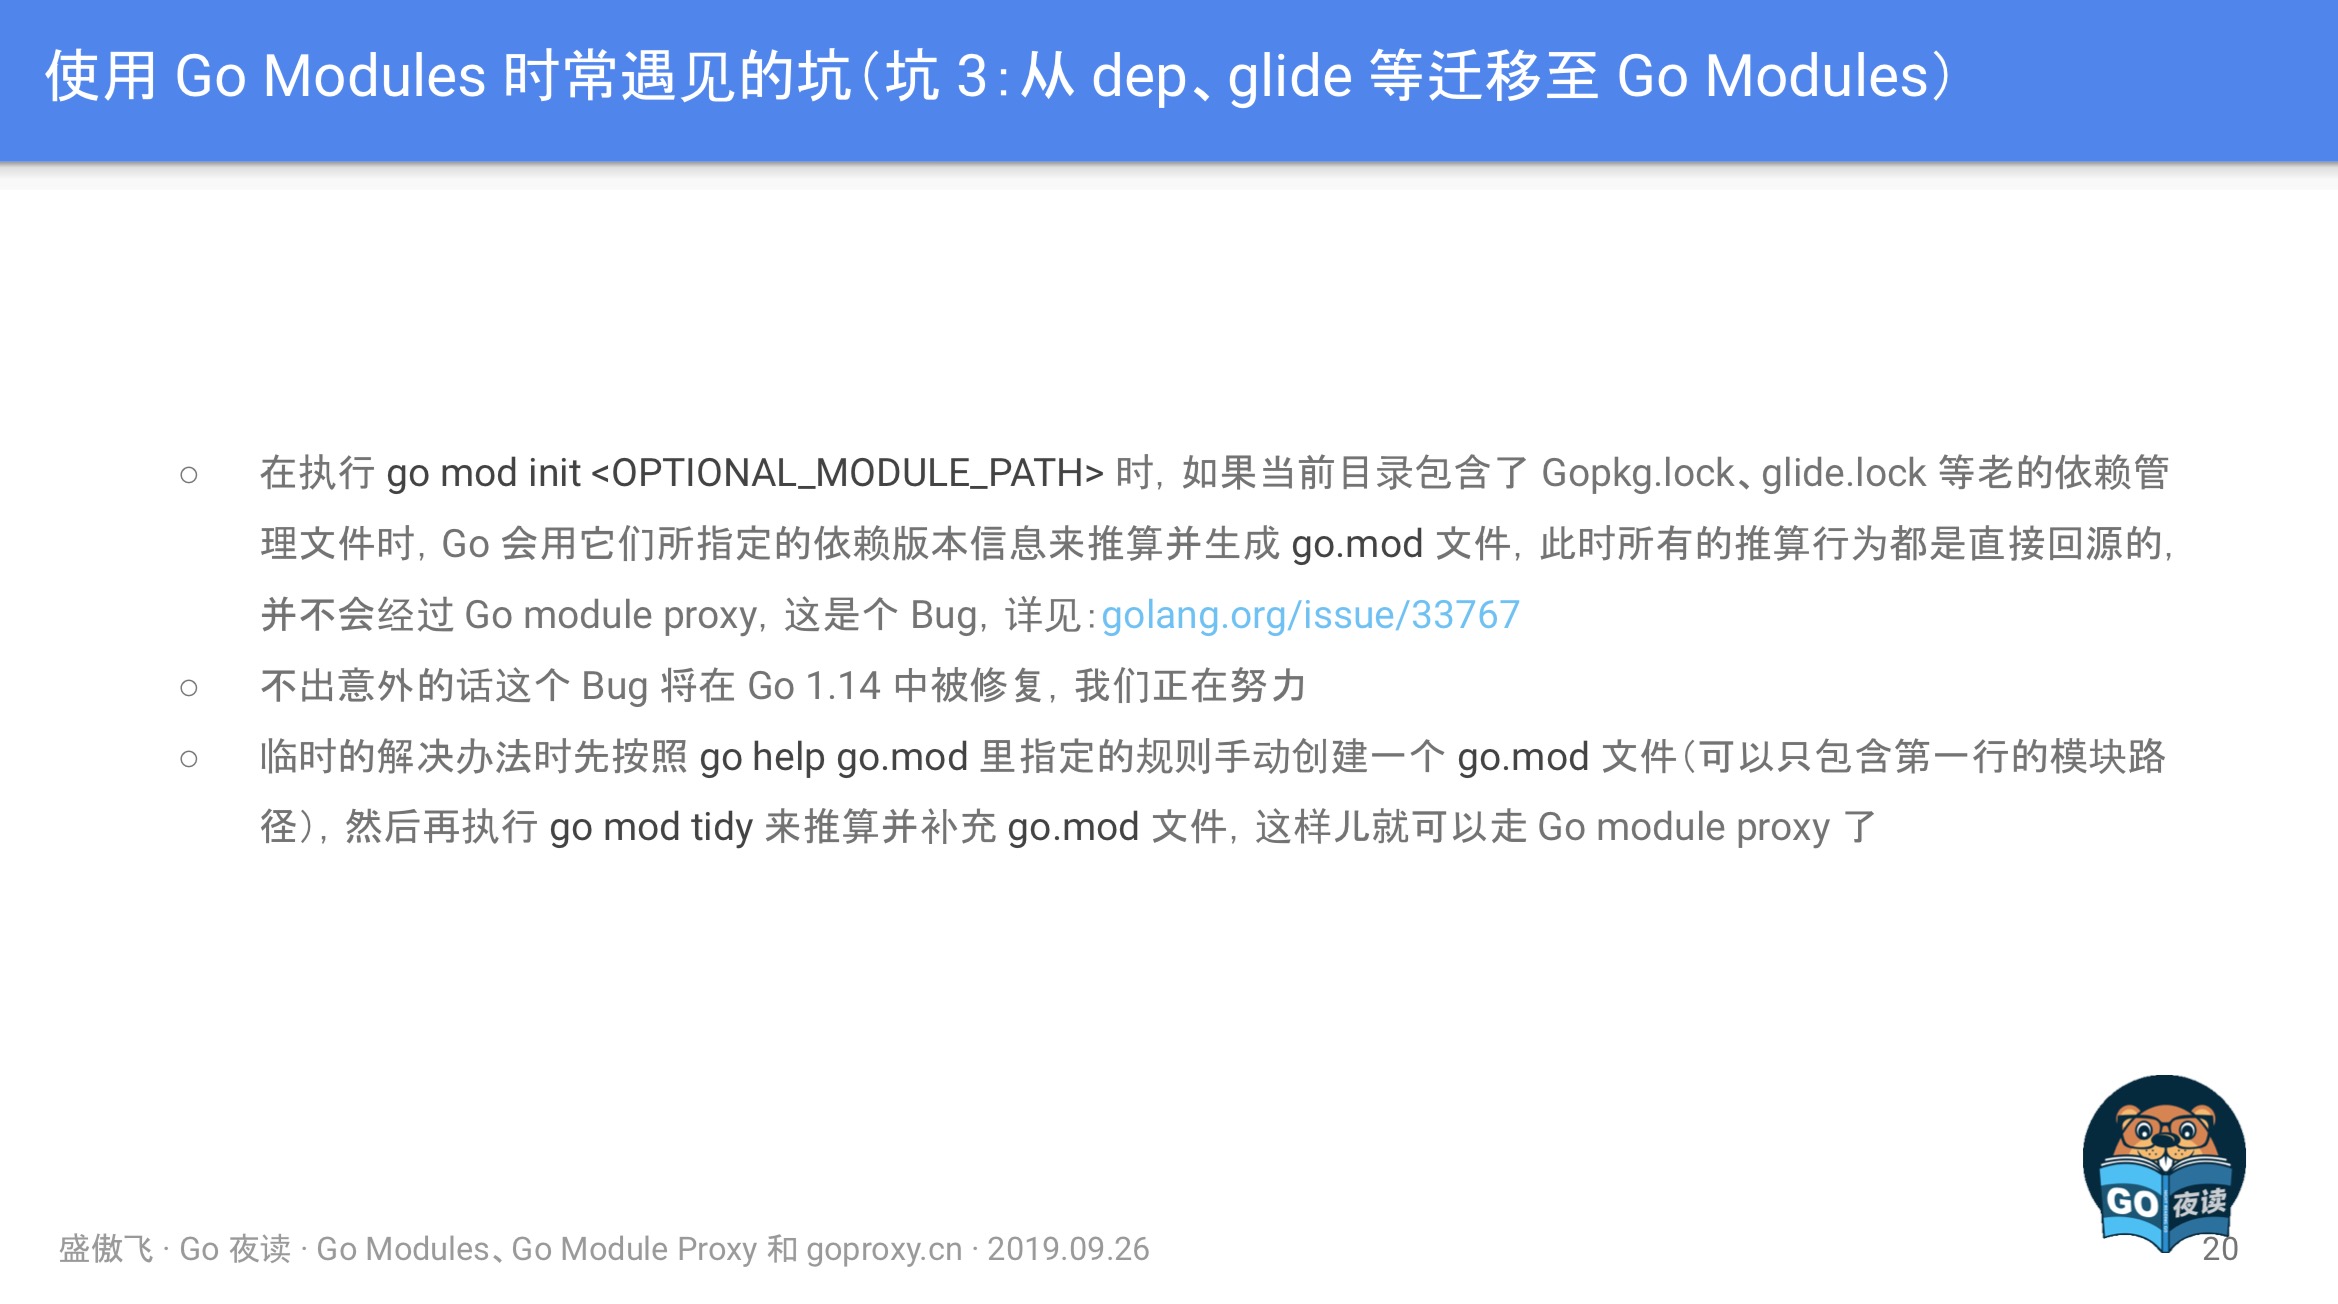 使用 Go Modules 时常遇见的坑（坑 3：从 dep、glide 等迁移至 Go Modules）
○ 在执行 go mod init <OPTIONAL_MODULE_PATH> 时，如果当前目录包含了 Gopkg.lock、glide.lock 等老的依赖管
理文件时，Go 会用它们所指定的依赖版本信息来推算并生成 go.mod 文件，此时所有的推算行为都是直接回源的，
并不会经过 Go module proxy，这是个 Bug，详见：golang.org/issue/33767
○ 不出意外的话这个 Bug 将在 Go 1.14 中被修复，我们正在努力
○ 临时的解决办法时先按照 go help go.mod 里指定的规则手动创建一个 go.mod 文件（可以只包含第一行的模块路
径），然后再执行 go mod tidy 来推算并补充 go.mod 文件，这样儿就可以走 Go module proxy 了
GO 夜读
盛傲飞 · Go 夜读 · Go Modules、Go Module Proxy 和 goproxy.cn · 2019.09.26
20